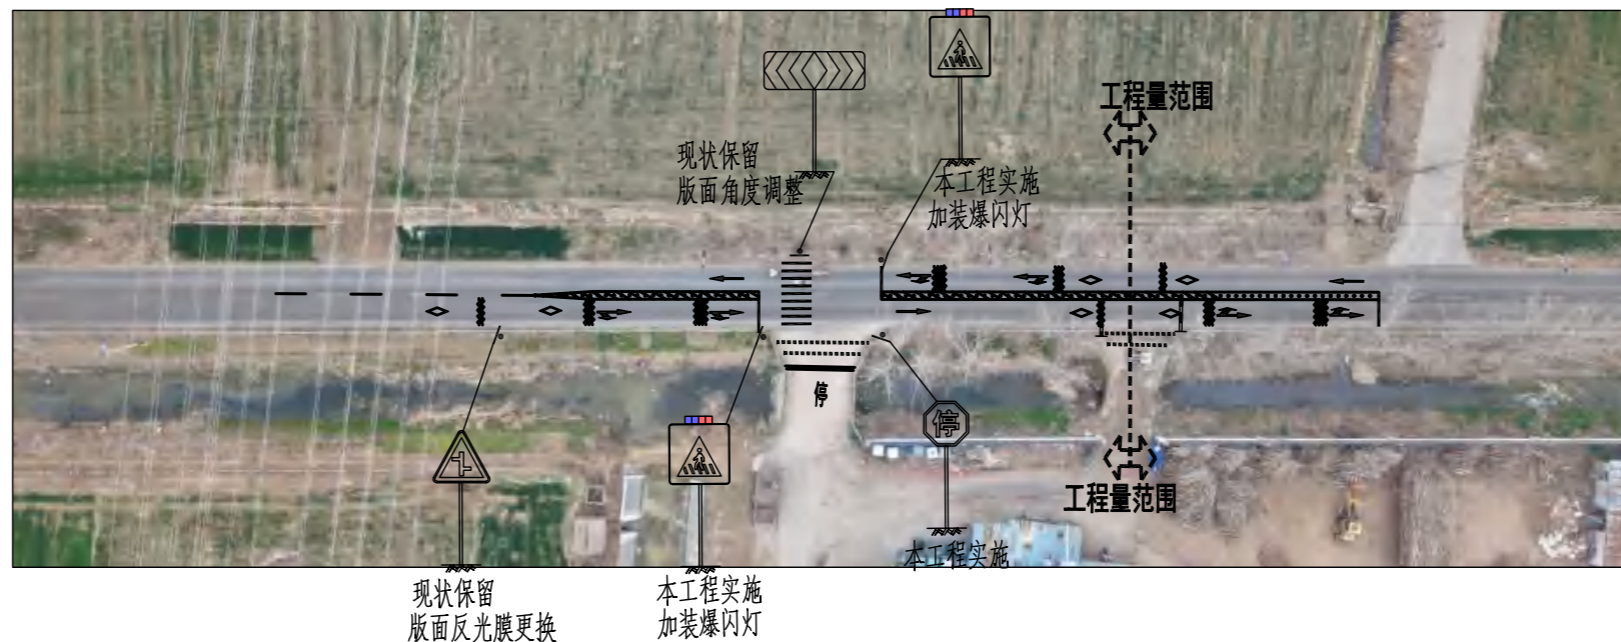 工程量范围
现状保留
版面角度调整
本工程实施
加装爆闪灯
停
停
工程量范围
本工程实施
现状保留
版面反光膜更换
本工程实施
加装爆闪灯